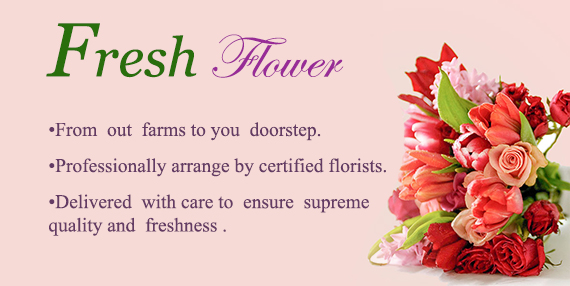 Fresh Flower
•From out farms to you doorstep.
•Professionally arrange by certified florists.
•Delivered with care to ensure supreme
quality and freshness .